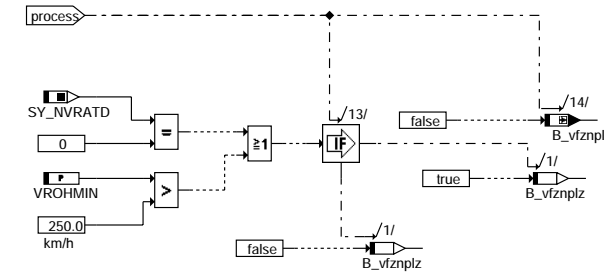 process
/13/
/14/
SY_NVRATD
false
B_vfznpl
0
=
≥1
IF
/1/
P
VROHMIN
>
true
B_vfznplz
250.0
km/h
/1/
false
B_vfznplz